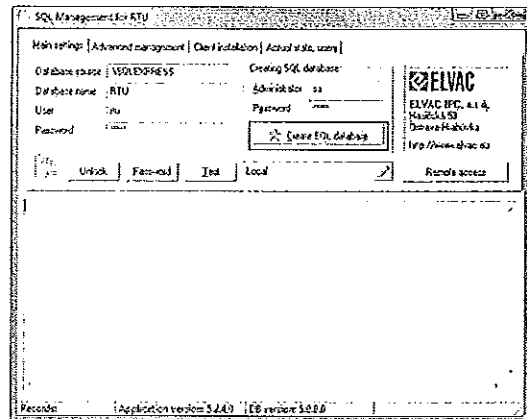 SQL Management for RTU
Main settings Advanced management Client installation Actual state, users
Database source .\SQLEXPRESS
Database name RTU
User rtu
Password
Creating SQL database:
Administrator sa
Password
Create SQL database
ELVAC
ELVAC IPC, s.r.o.
Hasičská 53
Ostrava-Hrabůvka
http://www.elvac.eu
Unlock Password Test Local
Remote access
Records: Application version: 5.2.4.0 DB version: 5.0.0.0